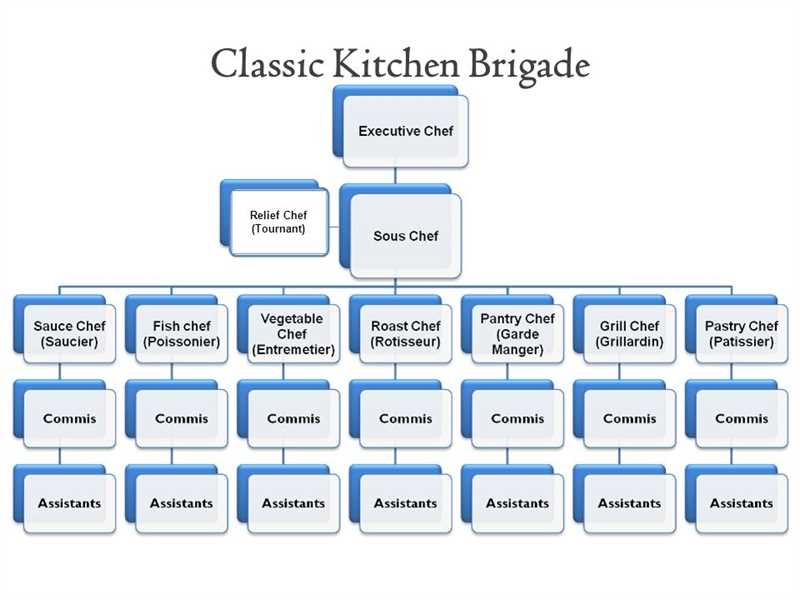 Classic Kitchen Brigade
Executive Chef
Relief Chef
(Tournant)
Sous Chef
Sauce Chef
(Saucier)
Fish chef
(Poissonier)
Vegetable
Chef
(Entremetier)
Roast Chef
(Rotisseur)
Pantry Chef
(Garde
Manger)
Grill Chef
(Grillardin)
Pastry Chef
(Patissier)
Commis
Commis
Commis
Commis
Commis
Commis
Commis
Assistants
Assistants
Assistants
Assistants
Assistants
Assistants
Assistants